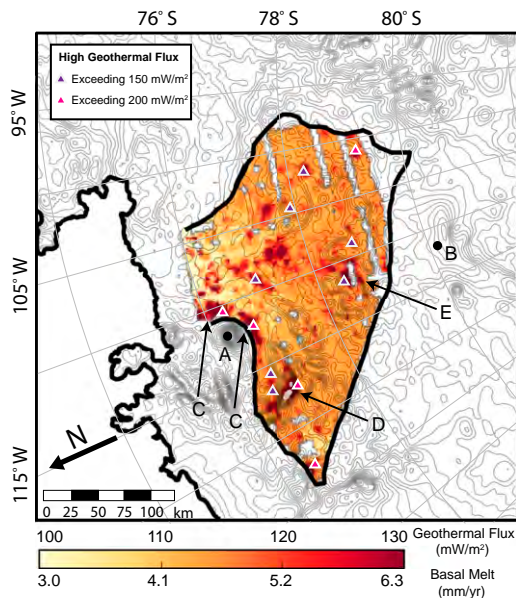 76° S 78° S 80° S
High Geothermal Flux
Exceeding 150 mW/m²
Exceeding 200 mW/m²
95° W
105° W
115° W
B
E
A
C C
D
N
0 25 50 75 100
km
100 110 120 130 Geothermal Flux
(mW/m²)
3.0 4.1 5.2 6.3 Basal Melt
(mm/yr)